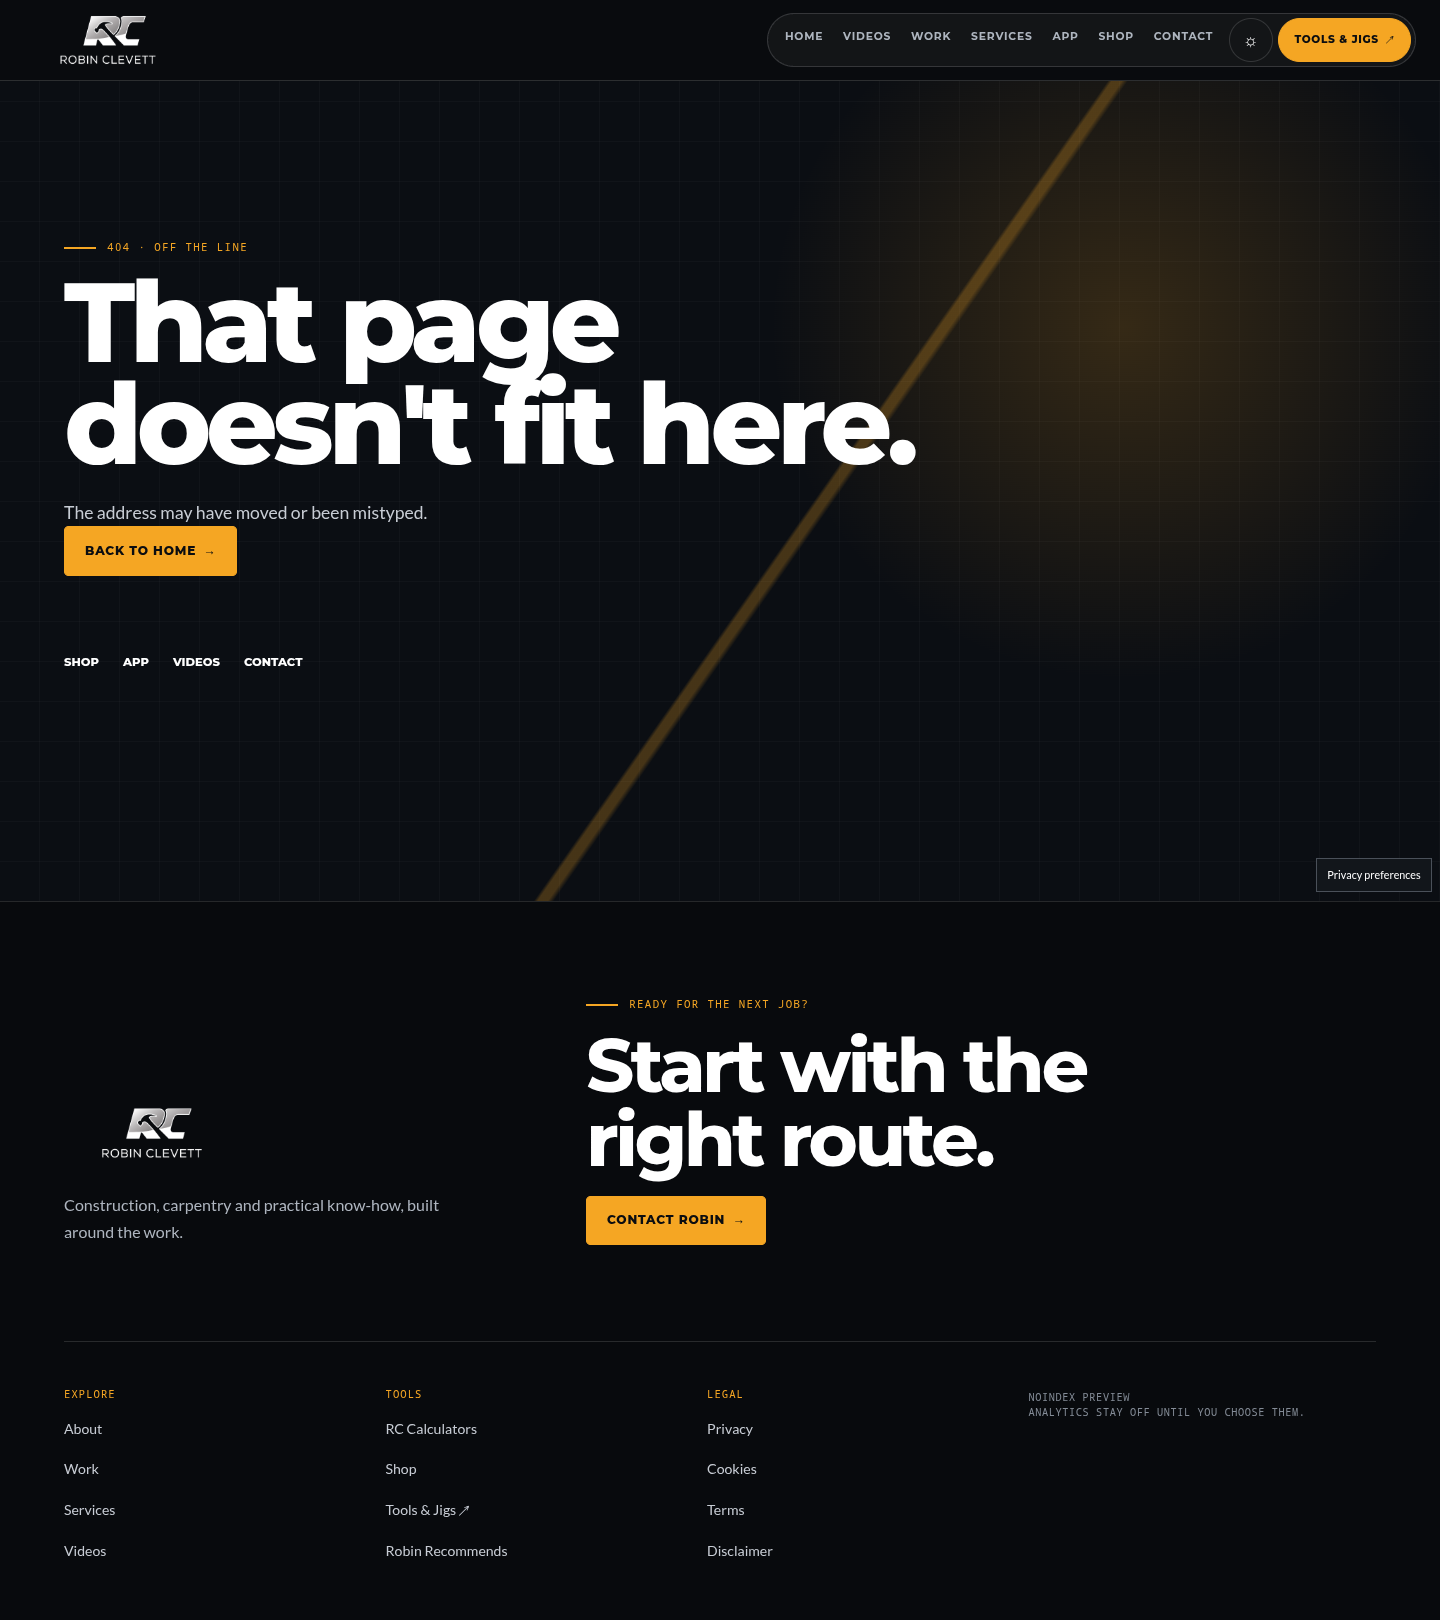 RC
ROBIN CLEVETT
HOME VIDEOS WORK SERVICES APP SHOP CONTACT ☼ TOOLS & JIGS ↗
404 · OFF THE LINE
That page
doesn't fit here.
The address may have moved or been mistyped.
BACK TO HOME →
SHOP APP VIDEOS CONTACT
Privacy preferences
READY FOR THE NEXT JOB?
Start with the
right route.
CONTACT ROBIN →
RC
ROBIN CLEVETT
Construction, carpentry and practical know-how, built
around the work.
EXPLORE
About
Work
Services
Videos
TOOLS
RC Calculators
Shop
Tools & Jigs ↗
Robin Recommends
LEGAL
Privacy
Cookies
Terms
Disclaimer
NOINDEX PREVIEW
ANALYTICS STAY OFF UNTIL YOU CHOOSE THEM.